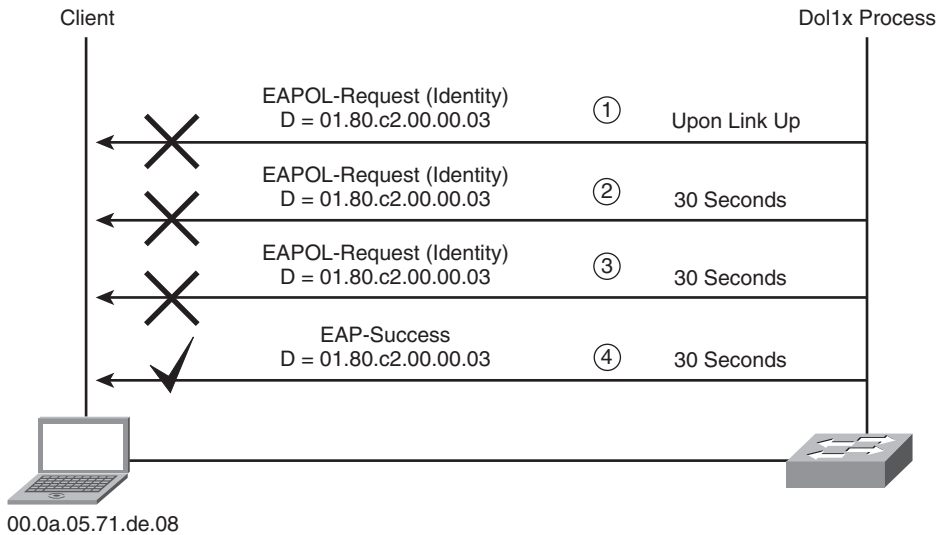 Client
Dol1x Process
EAPOL-Request (Identity)
D = 01.80.c2.00.00.03
1
Upon Link Up
EAPOL-Request (Identity)
D = 01.80.c2.00.00.03
2
30 Seconds
EAPOL-Request (Identity)
D = 01.80.c2.00.00.03
3
30 Seconds
EAP-Success
D = 01.80.c2.00.00.03
4
30 Seconds
00.0a.05.71.de.08